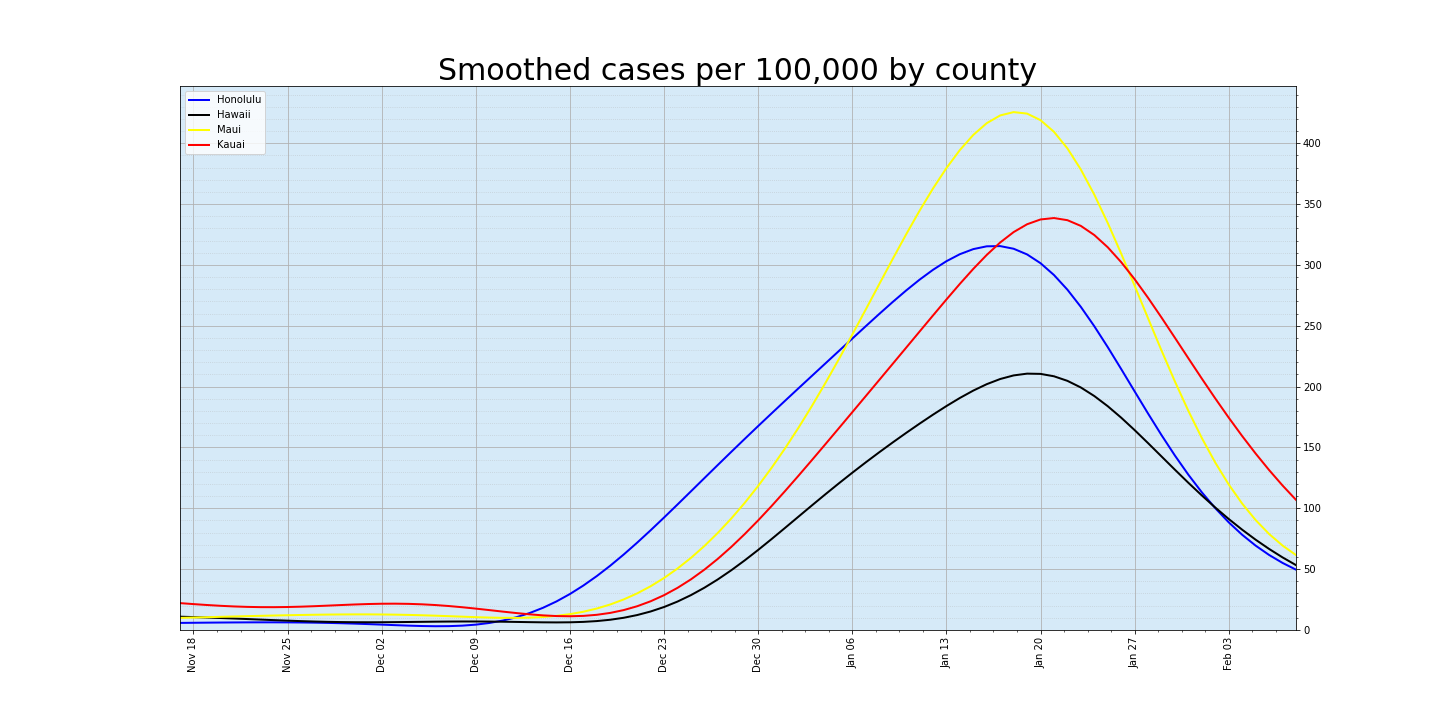 Smoothed cases per 100,000 by county
Honolulu
Hawaii
Maui
Kauai
400
350
300
250
200
150
100
50
0
Nov 18
Nov 25
Dec 02
Dec 09
Dec 16
Dec 23
Dec 30
Jan 06
Jan 13
Jan 20
Jan 27
Feb 03